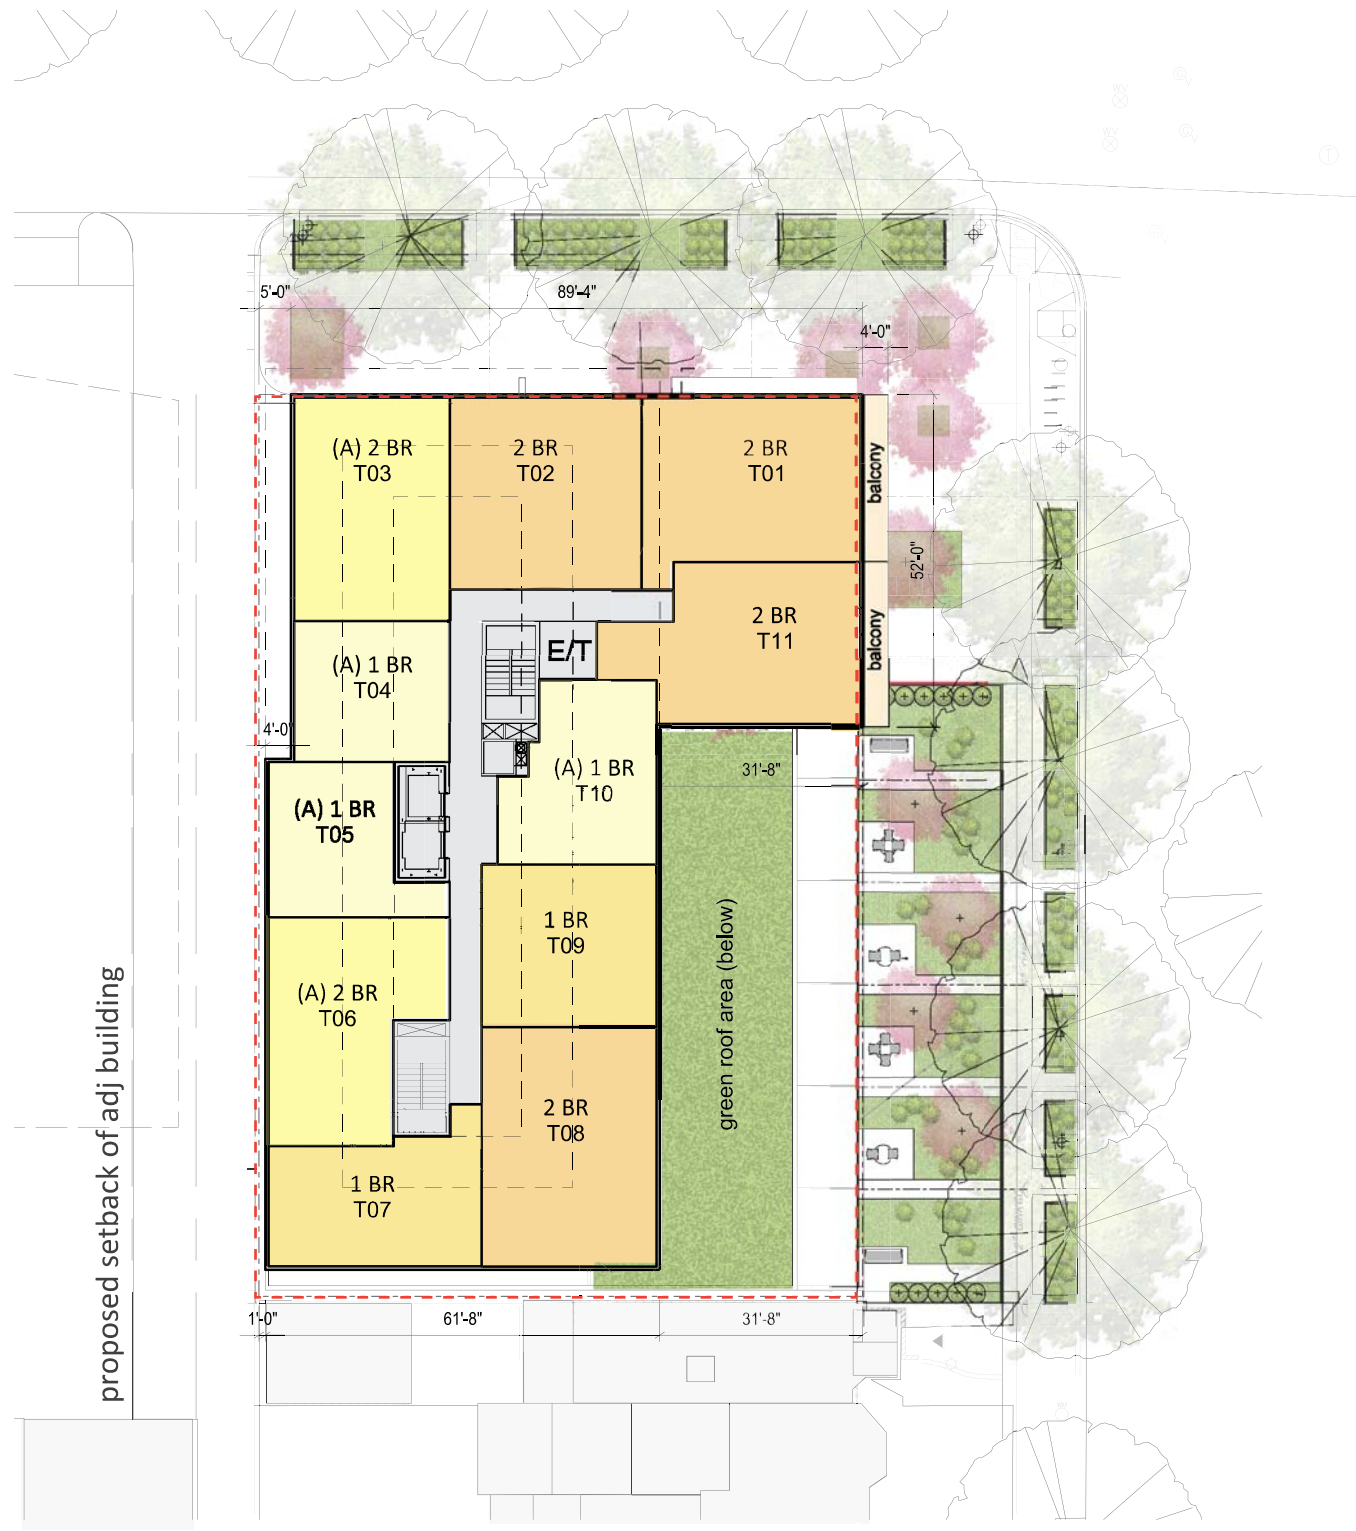 5'-0"
89'-4"
4'-0"
(A) 2 BR
T03
2 BR
T02
2 BR
T01
balcony
52'-0"
2 BR
T11
balcony
E/T
(A) 1 BR
T04
4'-0"
(A) 1 BR
T10
31'-8"
(A) 1 BR
T05
1 BR
T09
green roof area (below)
(A) 2 BR
T06
2 BR
T08
1 BR
T07
proposed setback of adj building
1'-0"
61'-8"
31'-8"